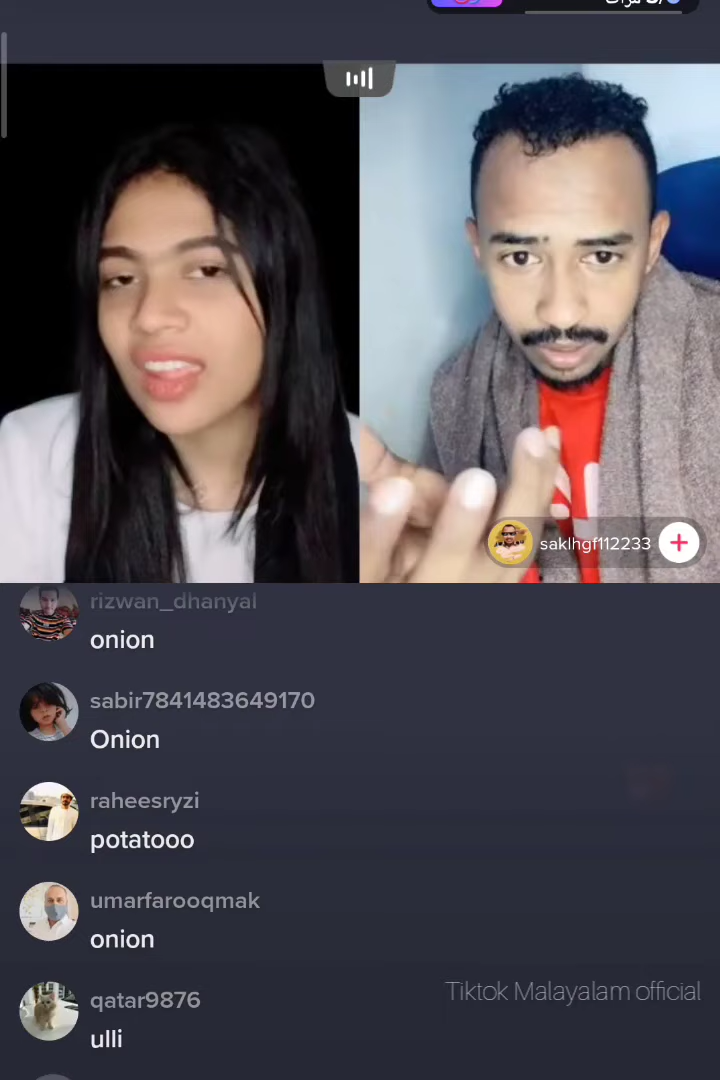 saklhgf112233
rizwan_dhanyal
onion
sabir7841483649170
Onion
raheesryzi
potatooo
umarfarooqmak
onion
qatar9876
ulli
Tiktok Malayalam official